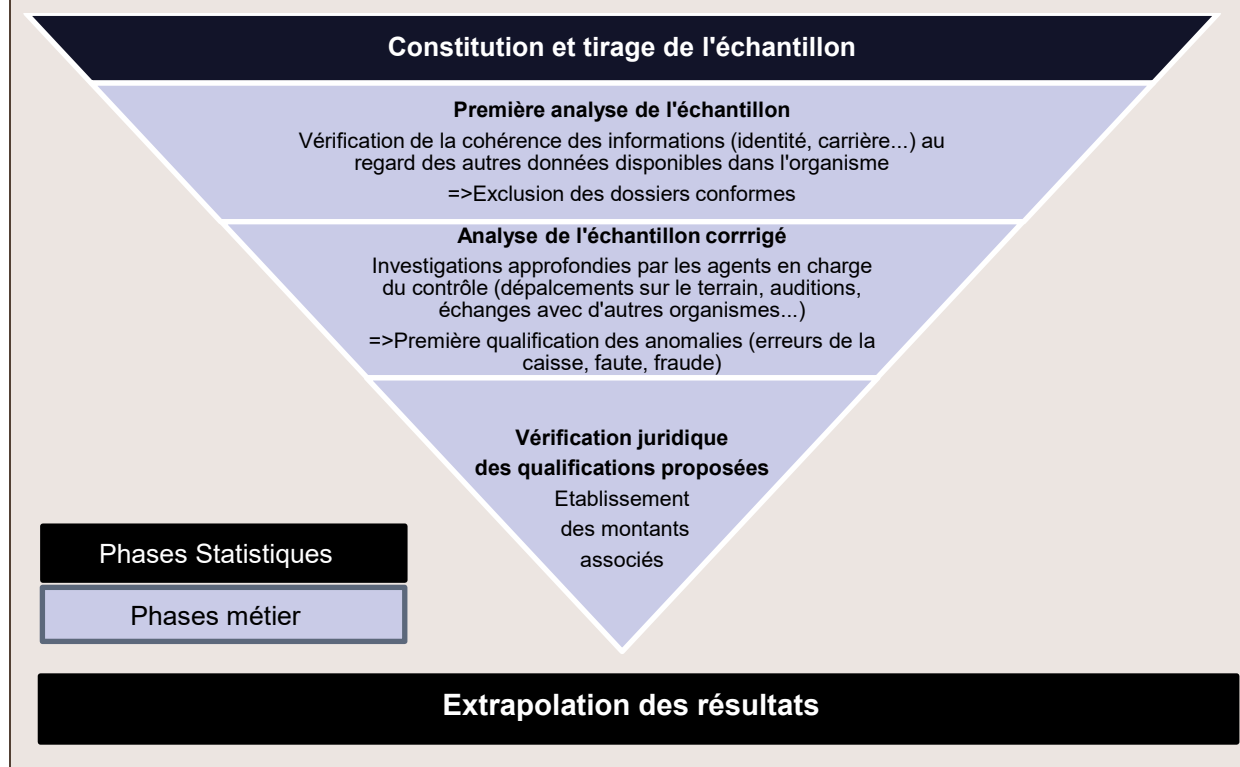 Constitution et tirage de l'échantillon
Première analyse de l'échantillon
Vérification de la cohérence des informations (identité, carrière...) au
regard des autres données disponibles dans l'organisme
=>Exclusion des dossiers conformes
Analyse de l'échantillon corrrigé
Investigations approfondies par les agents en charge
du contrôle (dépalcements sur le terrain, auditions,
échanges avec d'autres organismes...)
=>Première qualification des anomalies (erreurs de la
caisse, faute, fraude)
Vérification juridique
des qualifications proposées
Etablissement
des montants
associés
Phases Statistiques
Phases métier
Extrapolation des résultats